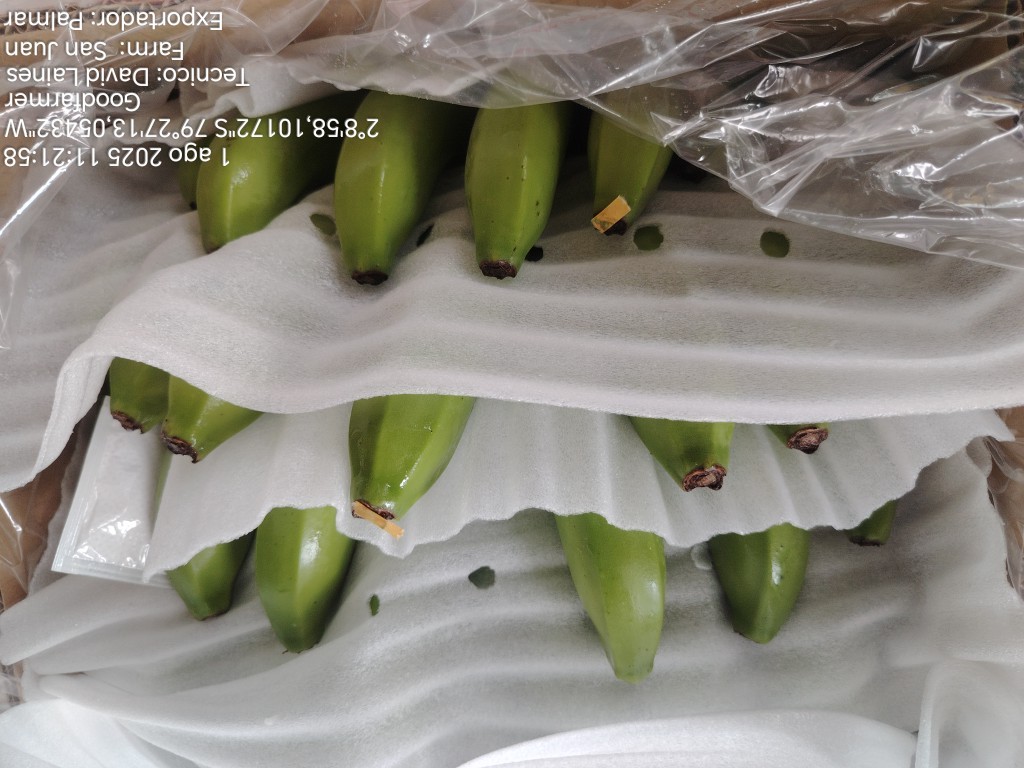 1 ago 2025 11:21:58
2°8'58,10172"S 79°27'13,05432"W
Goodfarmer
Tecnico: David Laines
Farm: San Juan
Exportador: Palmar